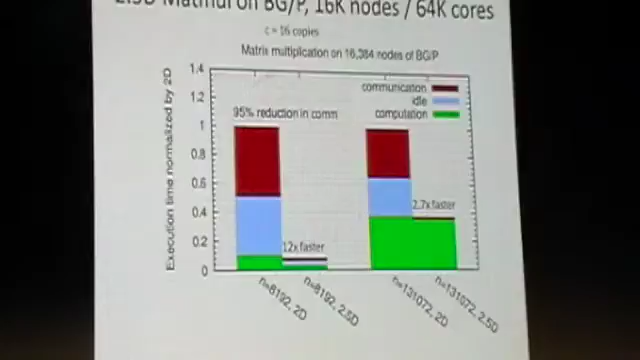 2.5D Matmul on BG/P, 16K nodes / 64K cores
c = 16 copies
Matrix multiplication on 16,384 nodes of BG/P
Execution time normalized by 2D
1.4
1.2
1
0.8
0.6
0.4
0.2
0
communication
idle
computation
95% reduction in comm
12x faster
2.7x faster
n=8192, 2D
n=8192, 2.5D
n=131072, 2D
n=131072, 2.5D